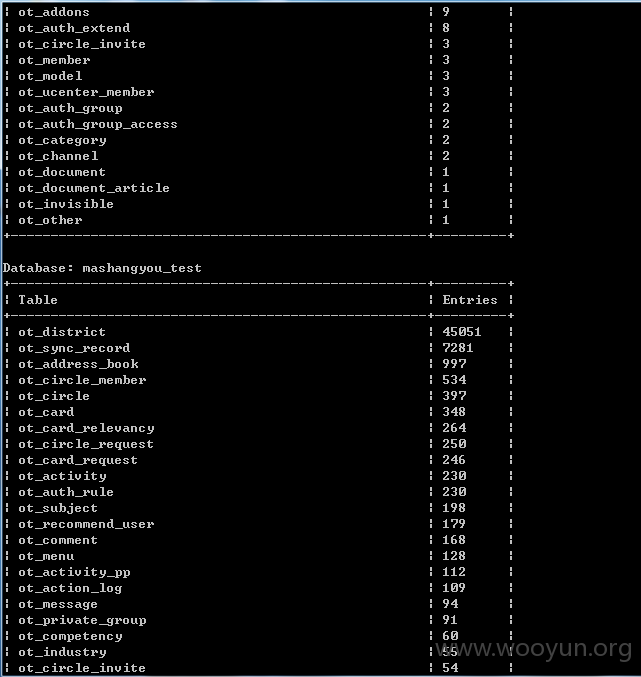 | ot_addons | 9 |
| ot_auth_extend | 8 |
| ot_circle_invite | 3 |
| ot_member | 3 |
| ot_model | 3 |
| ot_ucenter_member | 3 |
| ot_auth_group | 2 |
| ot_auth_group_access | 2 |
| ot_category | 2 |
| ot_channel | 2 |
| ot_document | 1 |
| ot_document_article | 1 |
| ot_invisible | 1 |
| ot_other | 1 |
Database: mashangyou_test
| Table | Entries |
| ot_district | 45051 |
| ot_sync_record | 7281 |
| ot_address_book | 997 |
| ot_circle_member | 534 |
| ot_circle | 397 |
| ot_card | 348 |
| ot_card_relevancy | 264 |
| ot_circle_request | 250 |
| ot_card_request | 246 |
| ot_activity | 230 |
| ot_auth_rule | 230 |
| ot_subject | 198 |
| ot_recommend_user | 179 |
| ot_comment | 168 |
| ot_menu | 128 |
| ot_activity_pp | 112 |
| ot_action_log | 109 |
| ot_message | 94 |
| ot_private_group | 91 |
| ot_competency | 60 |
| ot_industry | 55 |
| ot_circle_invite | 54 |
www.wooyun.org